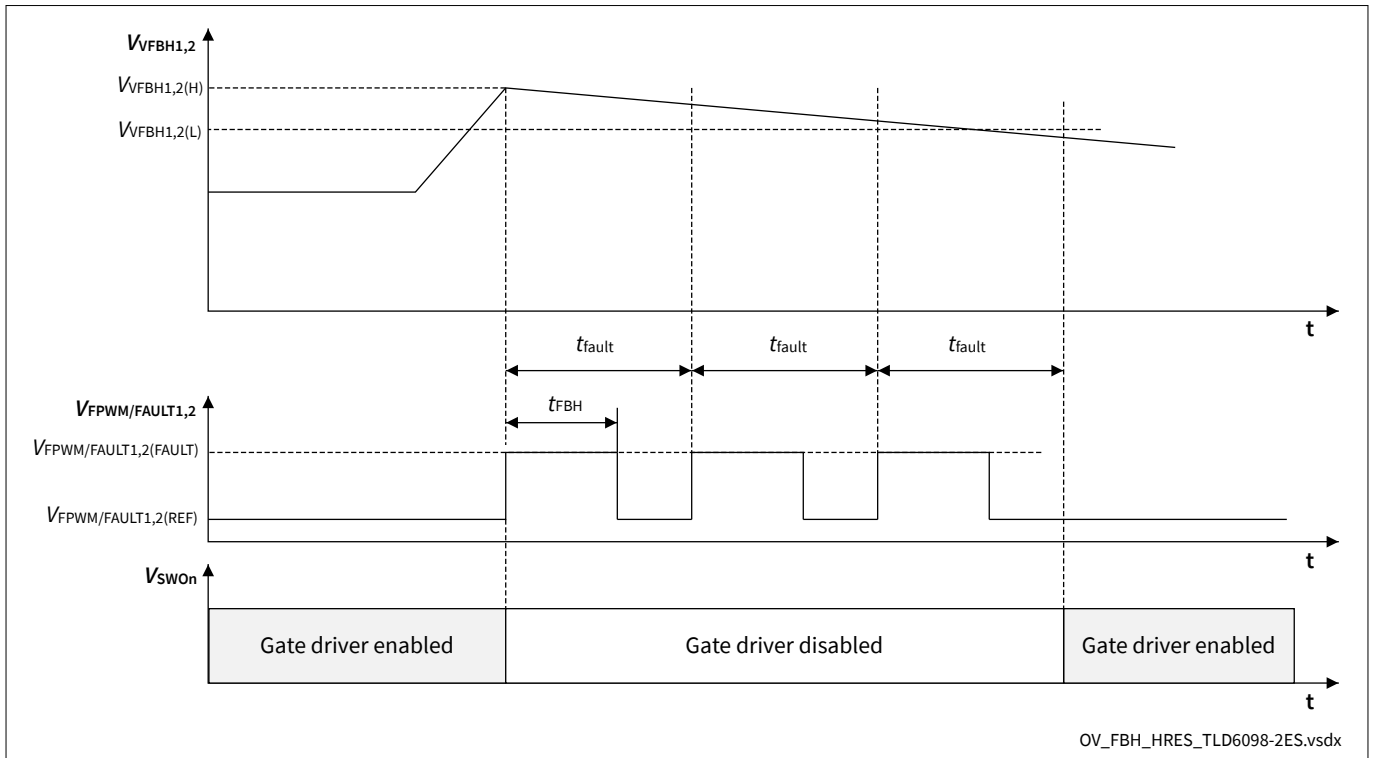 VVFBH1,2
VVFBH1,2(H)
VVFBH1,2(L)
t
tfault tfault tfault
VFPWM/FAULT1,2
tFBH
VFPWM/FAULT1,2(FAULT)
VFPWM/FAULT1,2(REF)
t
VSWOn
Gate driver enabled Gate driver disabled Gate driver enabled
t
OV_FBH_HRES_TLD6098-2ES.vsdx